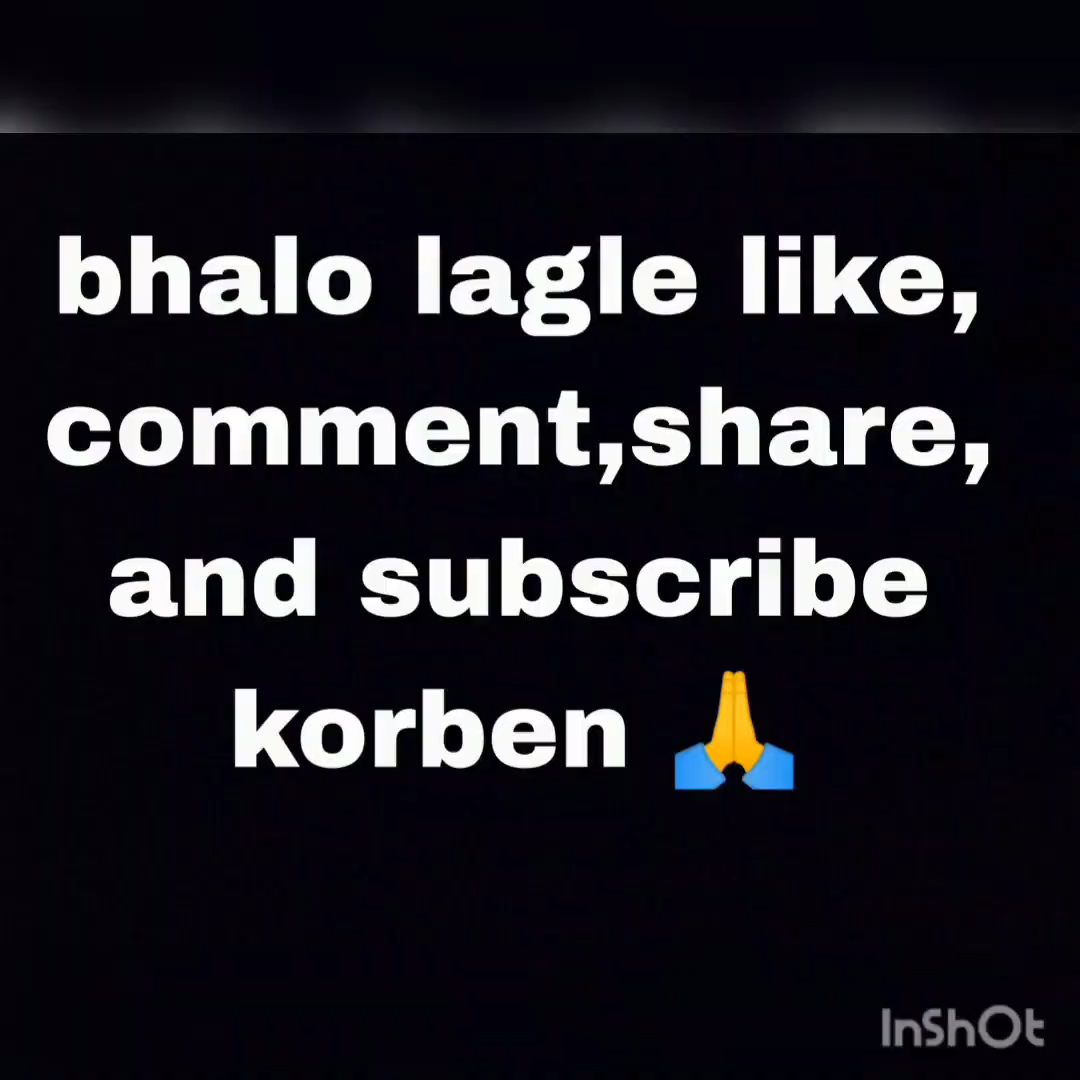 bhalo lagle like,
comment,share,
and subscribe
korben 🙏
InShOt